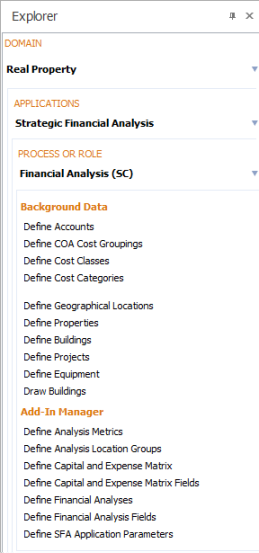 Explorer
DOMAIN
Real Property
APPLICATIONS
Strategic Financial Analysis
PROCESS OR ROLE
Financial Analysis (SC)
Background Data
Define Accounts
Define COA Cost Groupings
Define Cost Classes
Define Cost Categories
Define Geographical Locations
Define Properties
Define Buildings
Define Projects
Define Equipment
Draw Buildings
Add-In Manager
Define Analysis Metrics
Define Analysis Location Groups
Define Capital and Expense Matrix
Define Capital and Expense Matrix Fields
Define Financial Analyses
Define Financial Analysis Fields
Define SFA Application Parameters